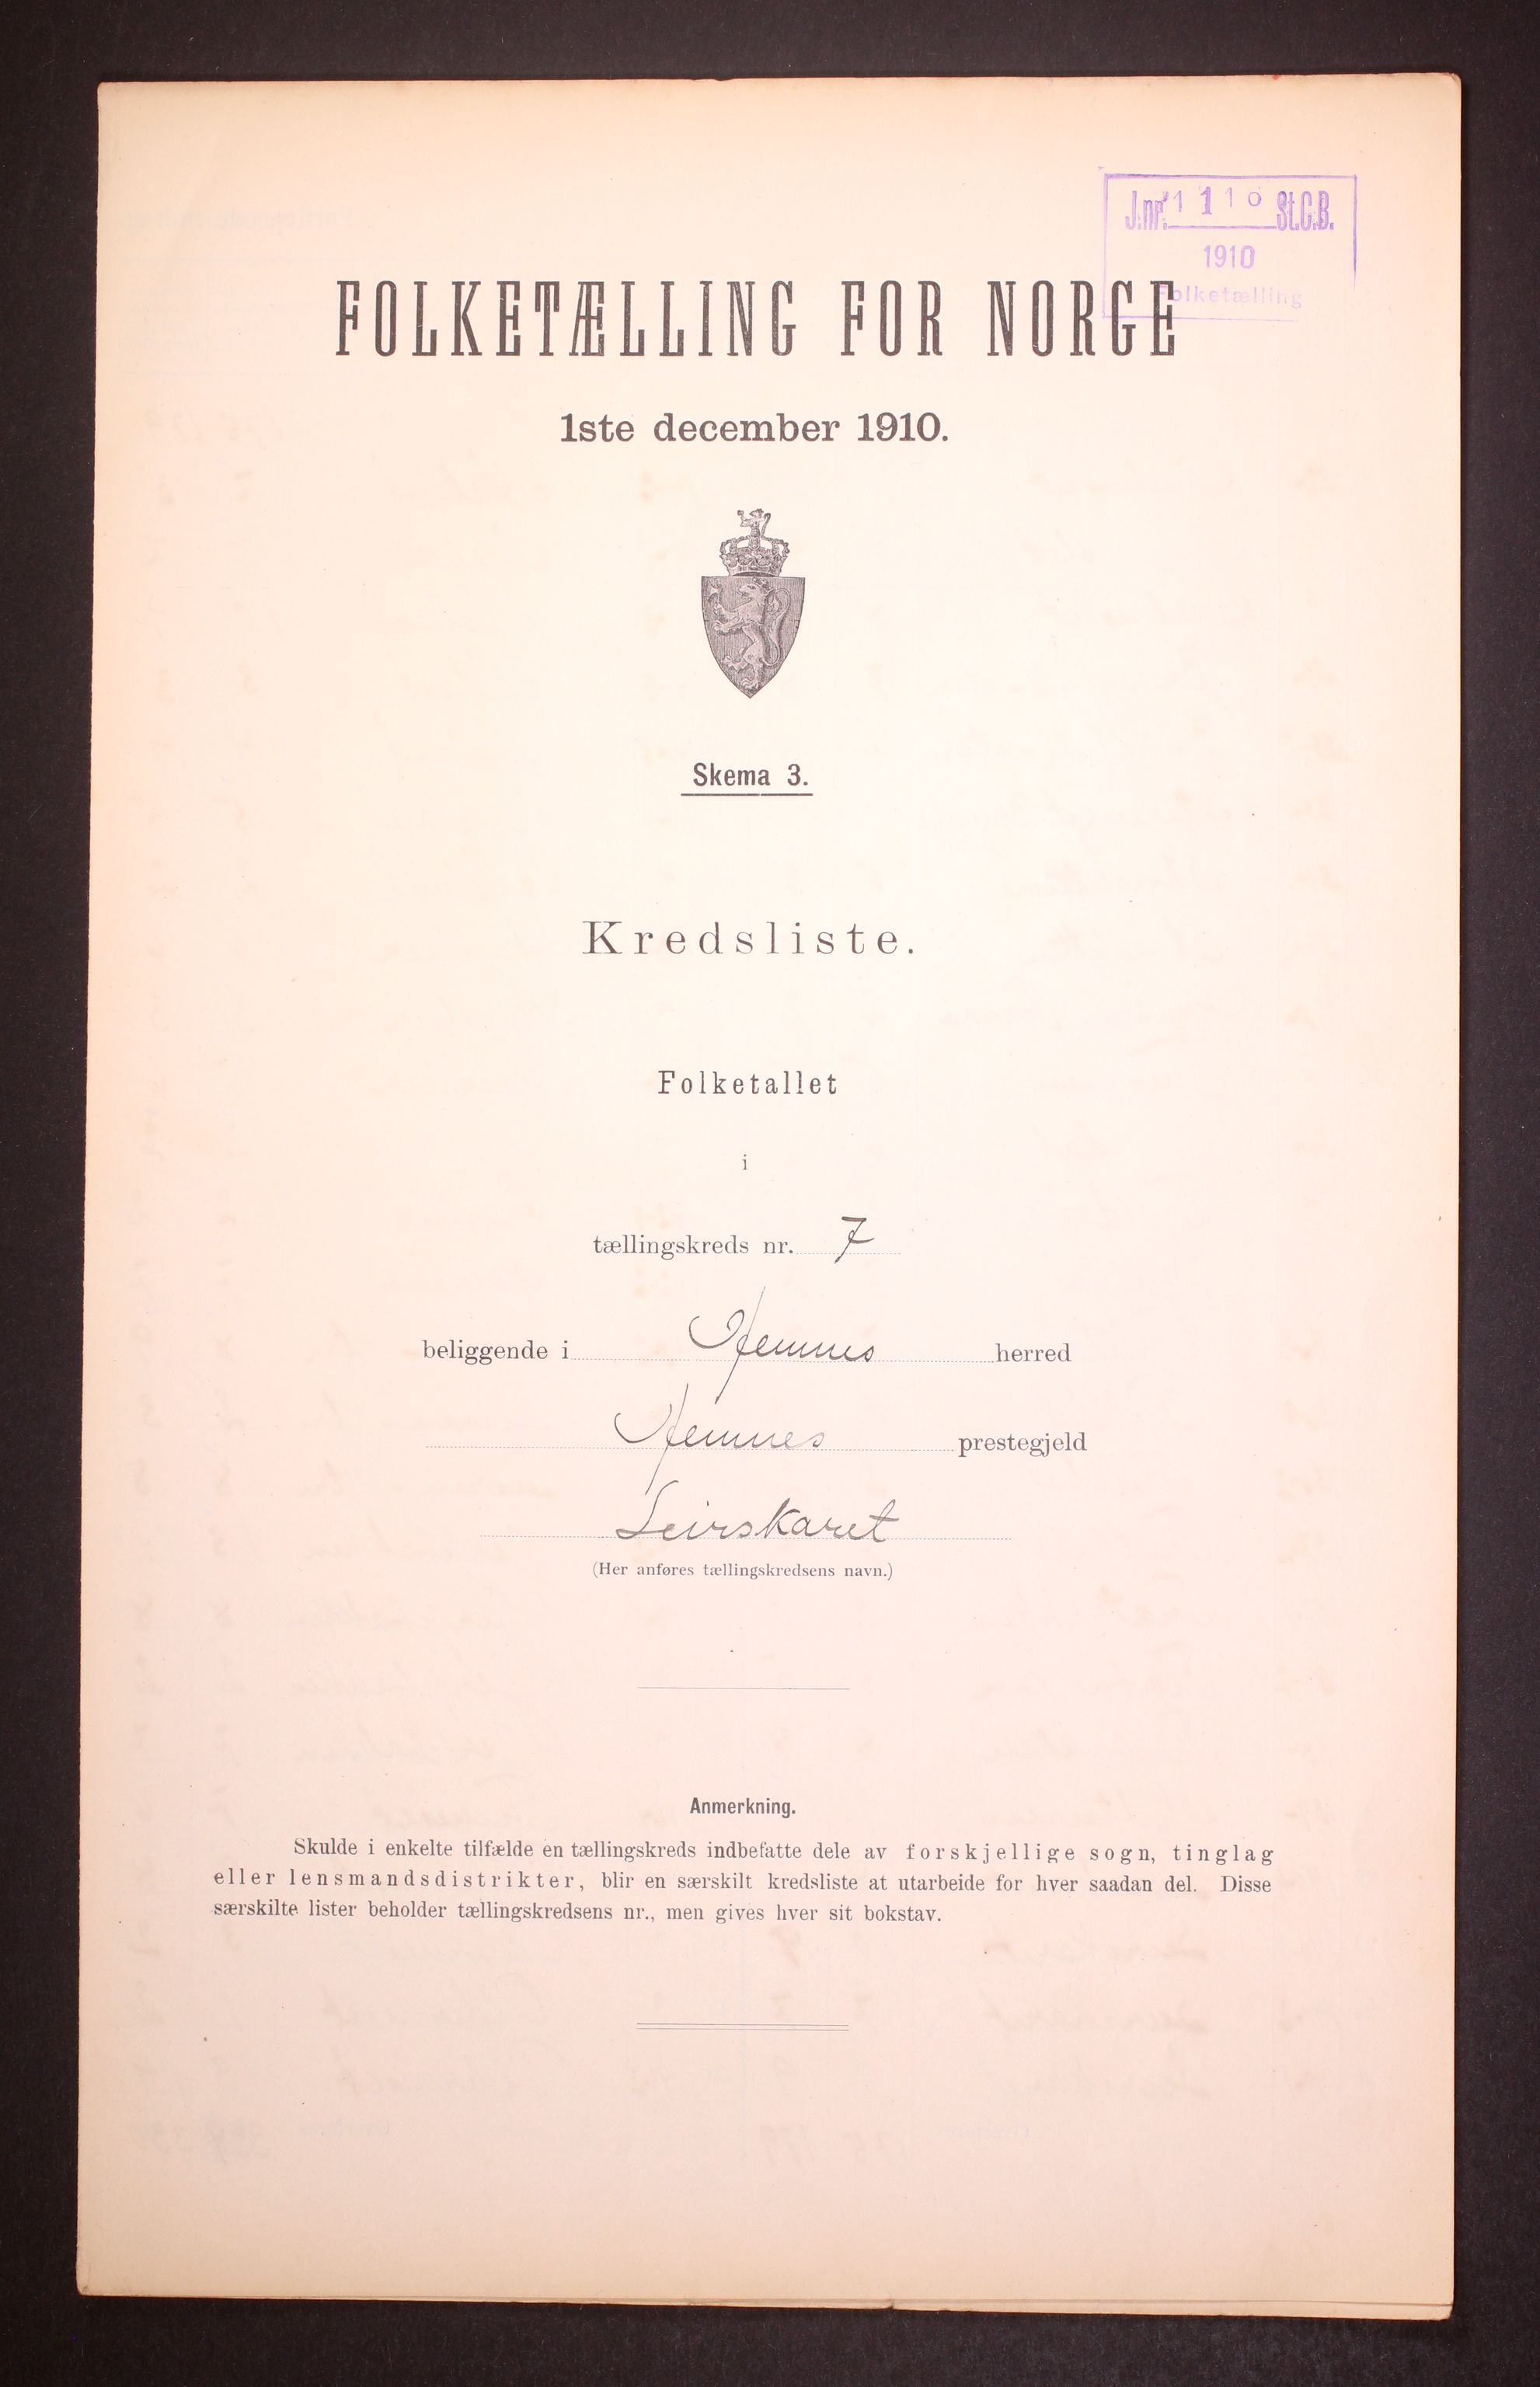 J.nr. 1110 St.C.B.
1910
Folketælling
FOLKETÆLLING FOR NORGE
1ste december 1910.
Skema 3.
Kredsliste.
Folketallet
i
tællingskreds nr. 7
beliggende i Hemnes herred
Hemnes prestegjeld
Leirskaret
(Her anføres tællingskredsens navn.)
Anmerkning.
Skulde i enkelte tilfælde en tællingskreds indbefatte dele av forskjellige sogn, tinglag
eller lensmandsdistrikter, blir en særskilt kredsliste at utarbeide for hver saadan del. Disse
særskilte lister beholder tællingskredsens nr., men gives hver sit bokstav.